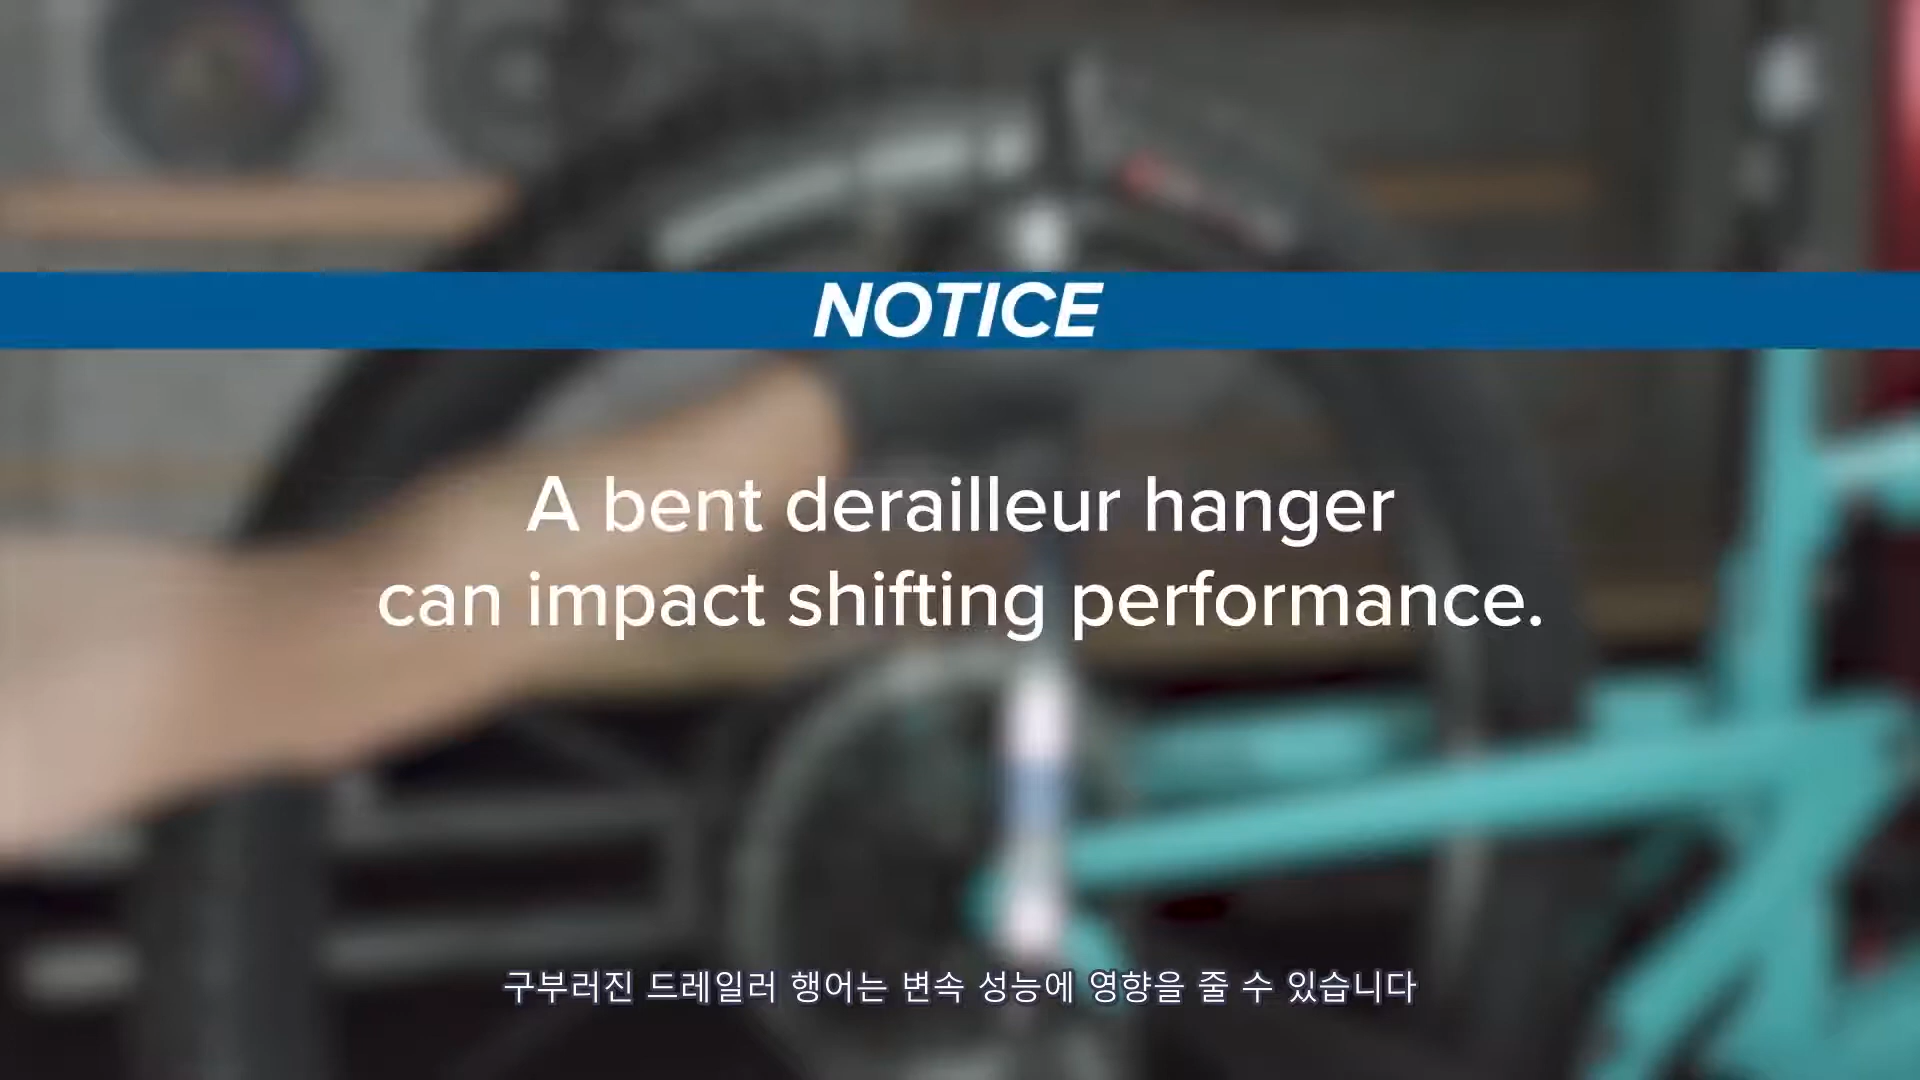 NOTICE
A bent derailleur hanger
can impact shifting performance.
구부러진 드레일러 행어는 변속 성능에 영향을 줄 수 있습니다